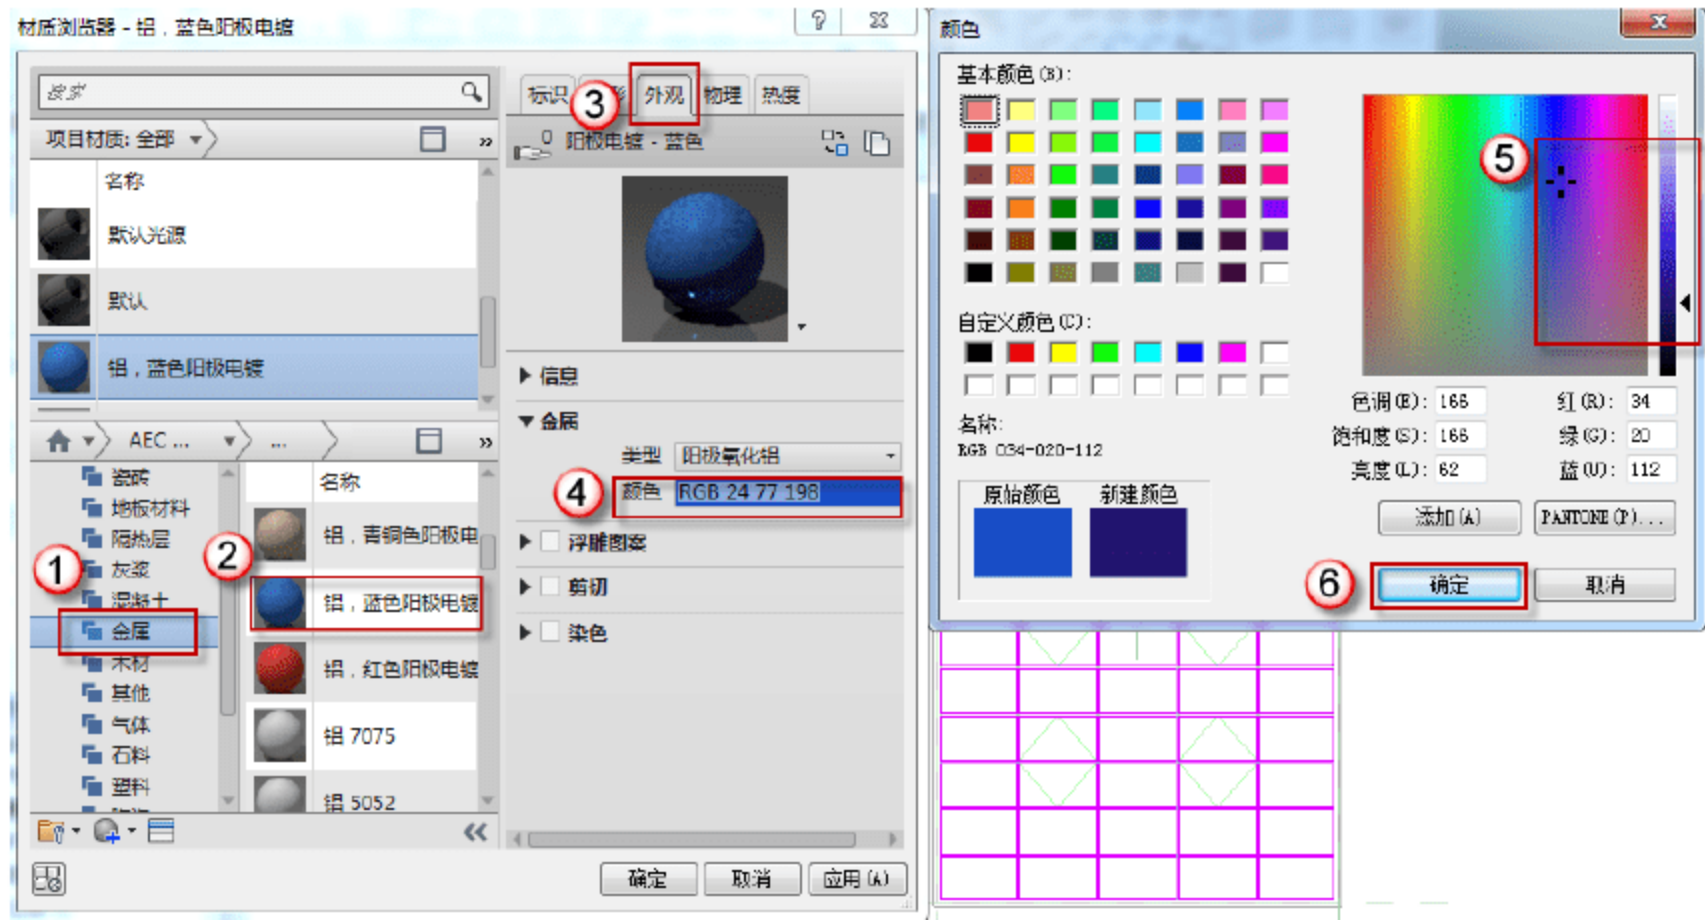 材质浏览器 - 铝，蓝色阳极电镀
搜索
项目材质: 全部
»
名称
默认光源
默认
铝，蓝色阳极电镀
AEC ...
...
»
瓷砖
地板材料
隔热层
灰浆
混凝土
金属
木材
其他
气体
石料
塑料
1
2
名称
铝，青铜色阳极电
铝，蓝色阳极电镀
铝，红色阳极电镀
铝 7075
铝 5052
标识
3
外观
物理
热度
0
阳极电镀 - 蓝色
信息
金属
类型
阳极氧化铝
4
颜色
RGB 24 77 198
浮雕图案
剪切
染色
确定
取消
应用 (A)
颜色
基本颜色(B):
5
自定义颜色(C):
名称:
RGB 034-020-112
原始颜色
新建颜色
色调(E): 166
红(R): 34
饱和度(S): 166
绿(G): 20
亮度(L): 62
蓝(U): 112
添加(A)
PANTONE(P)...
6
确定
取消